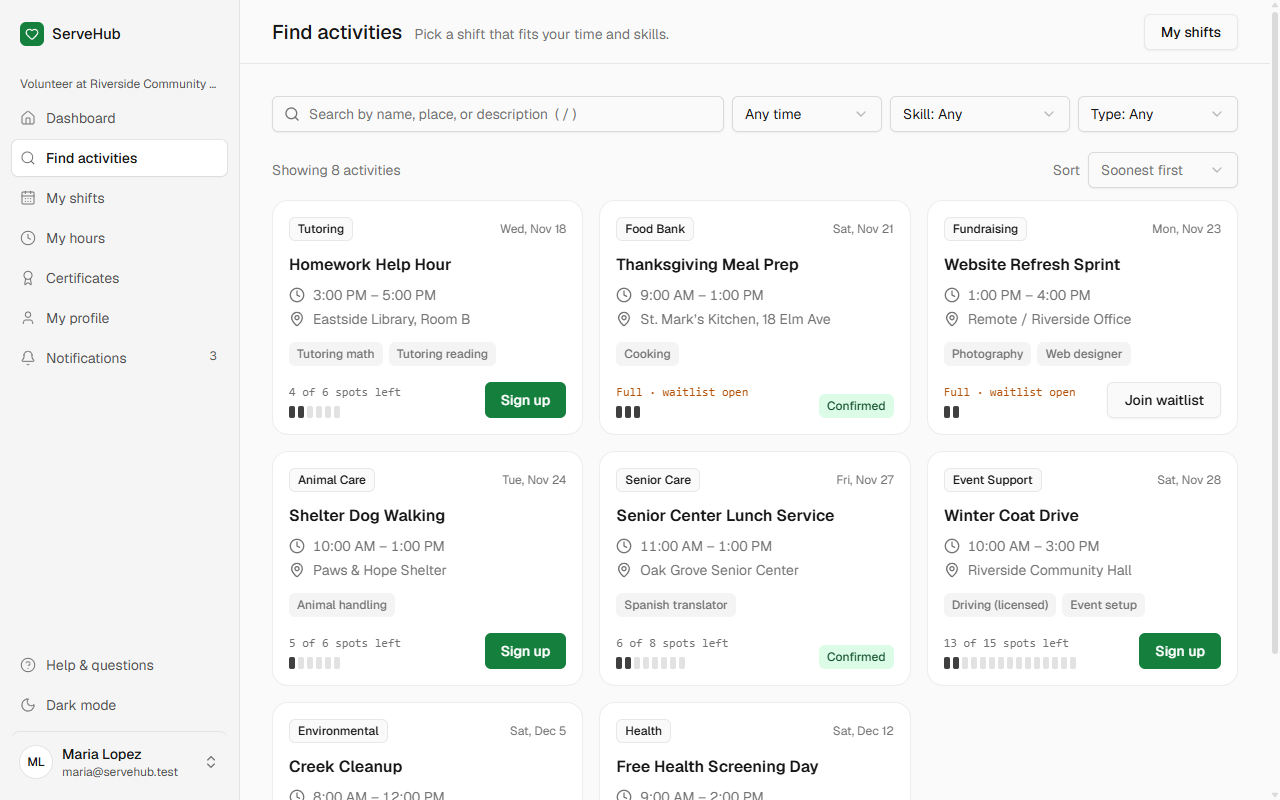 ServeHub
Volunteer at Riverside Community ...
Dashboard
Find activities
My shifts
My hours
Certificates
My profile
Notifications 3
Help & questions
Dark mode
ML
Maria Lopez
maria@servehub.test
Find activities Pick a shift that fits your time and skills.
My shifts
Search by name, place, or description ( / )
Any time
Skill: Any
Type: Any
Showing 8 activities
Sort Soonest first
Tutoring Wed, Nov 18
Homework Help Hour
3:00 PM – 5:00 PM
Eastside Library, Room B
Tutoring math Tutoring reading
4 of 6 spots left
Sign up
Food Bank Sat, Nov 21
Thanksgiving Meal Prep
9:00 AM – 1:00 PM
St. Mark's Kitchen, 18 Elm Ave
Cooking
Full · waitlist open
Confirmed
Fundraising Mon, Nov 23
Website Refresh Sprint
1:00 PM – 4:00 PM
Remote / Riverside Office
Photography Web designer
Full · waitlist open
Join waitlist
Animal Care Tue, Nov 24
Shelter Dog Walking
10:00 AM – 1:00 PM
Paws & Hope Shelter
Animal handling
5 of 6 spots left
Sign up
Senior Care Fri, Nov 27
Senior Center Lunch Service
11:00 AM – 1:00 PM
Oak Grove Senior Center
Spanish translator
6 of 8 spots left
Confirmed
Event Support Sat, Nov 28
Winter Coat Drive
10:00 AM – 3:00 PM
Riverside Community Hall
Driving (licensed) Event setup
13 of 15 spots left
Sign up
Environmental Sat, Dec 5
Creek Cleanup
8:00 AM – 12:00 PM
Health Sat, Dec 12
Free Health Screening Day
9:00 AM – 2:00 PM